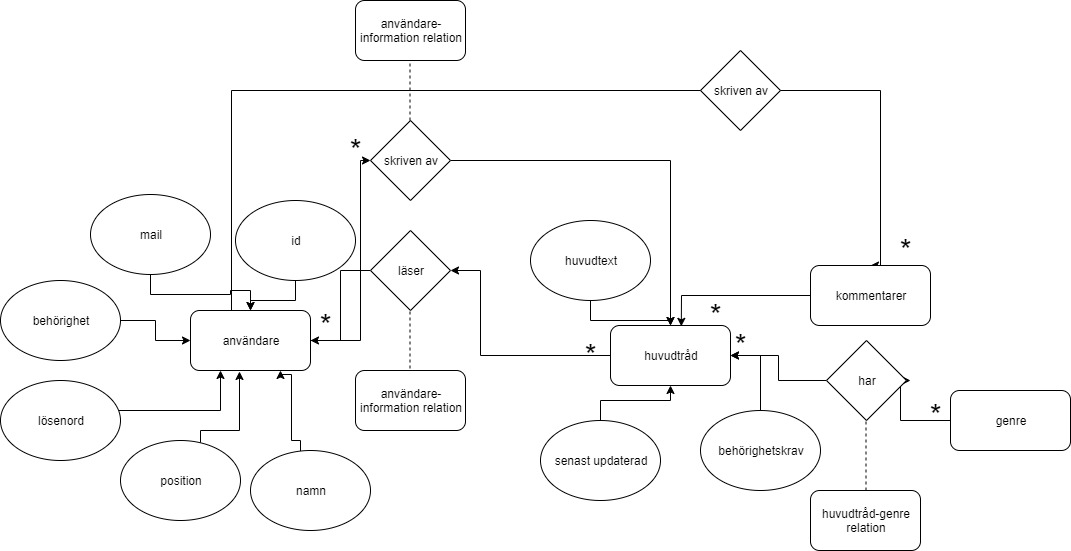 användare-
information relation
skriven av
*
skriven av
mail
id
*
huvudtext
läser
kommentarer
behörighet
*
*
användare
*
*
huvudtråd
har
användare-
information relation
*
lösenord
genre
behörighetskrav
senast updaterad
position
namn
huvudtråd-genre
relation